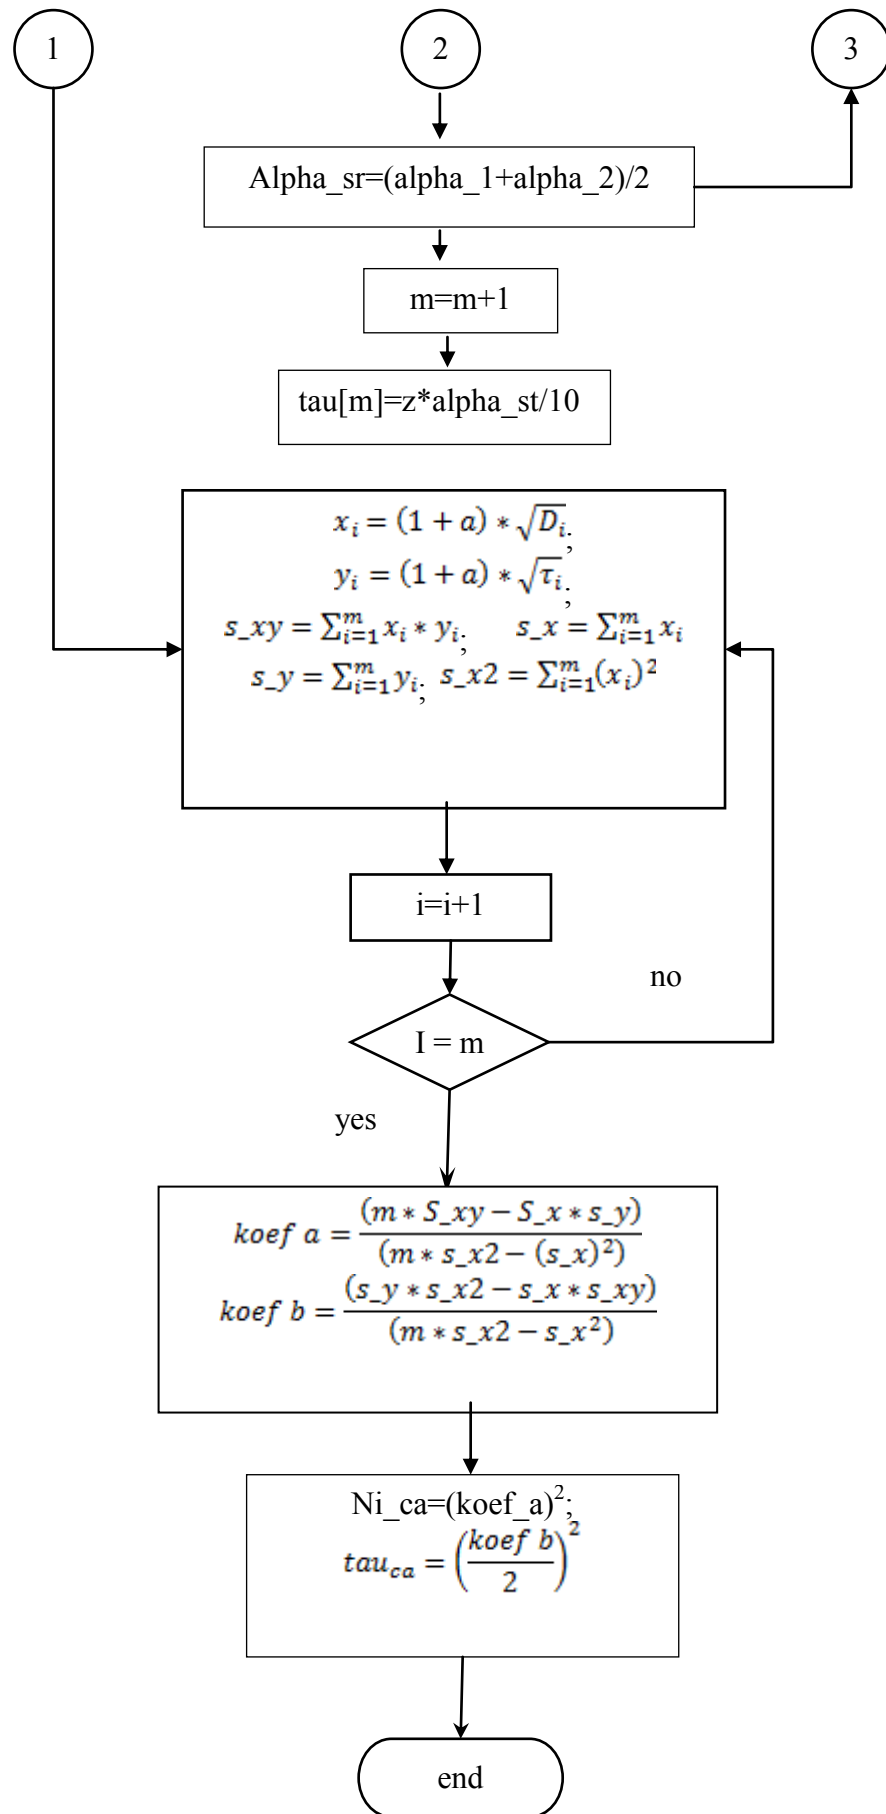 1 2 3
Alpha_sr=(alpha_1+alpha_2)/2
m=m+1
tau[m]=z*alpha_st/10
x_i = (1 + a) * √D_i;
y_i = (1 + a) * √τ_i;
s_xy = ∑_{i=1}^m x_i * y_i; s_x = ∑_{i=1}^m x_i
s_y = ∑_{i=1}^m y_i; s_x2 = ∑_{i=1}^m (x_i)²
i=i+1
no
I = m
yes
koef a = (m * S_xy − S_x * s_y) / (m * s_x2 − (s_x)²)
koef b = (s_y * s_x2 − s_x * s_xy) / (m * s_x2 − s_x²)
Ni_ca=(koef_a)²;
tau_ca = (koef b / 2)²
end